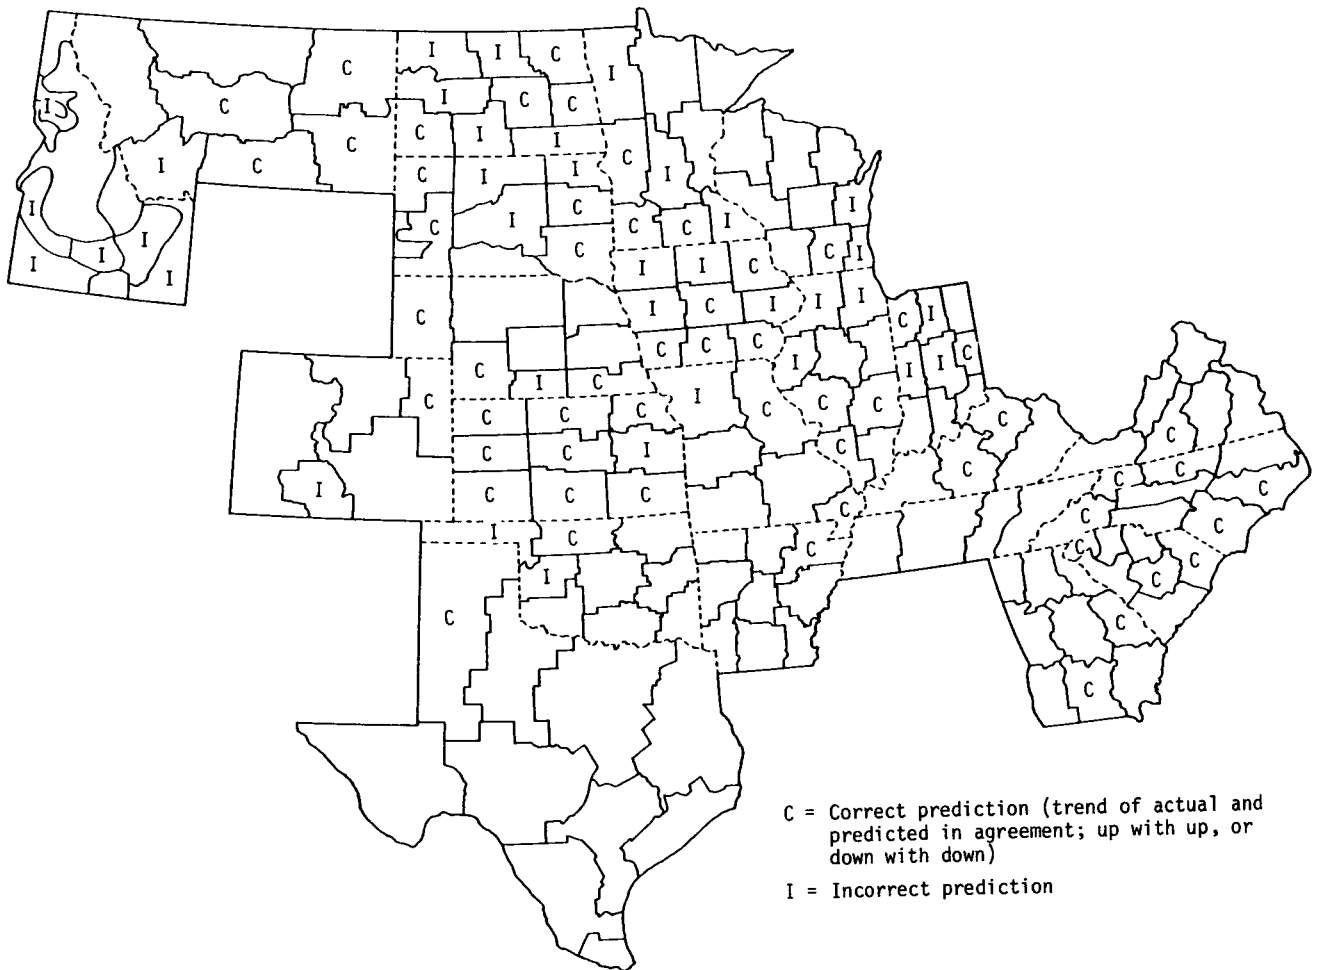 I I C
C I
I C
I C C
C I C I
C I
C I C I
C I
I C C C I I
I C I
C C I
I I I I C
I C I I
C I C I I I C I
C C C I
C I I C
I C I C
C C C C I C C C C
C C I C C C
C C C C
I C C C
I C C C
C C
I C C
C
C
C
C = Correct prediction (trend of actual and
predicted in agreement; up with up, or
down with down)
I = Incorrect prediction